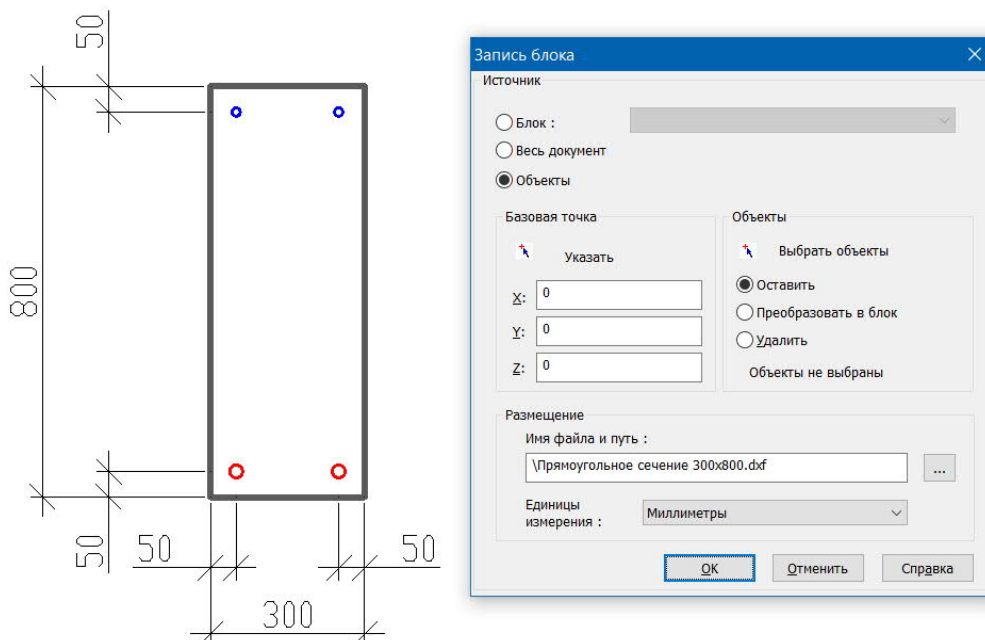 50
800
50
50
50
300
Запись блока
Источник
Блок :
Весь документ
Объекты
Базовая точка
Указать
X: 0
Y: 0
Z: 0
Объекты
Выбрать объекты
Оставить
Преобразовать в блок
Удалить
Объекты не выбраны
Размещение
Имя файла и путь :
\Прямоугольное сечение 300x800.dxf
...
Единицы
измерения :
Миллиметры
OK
Отменить
Справка